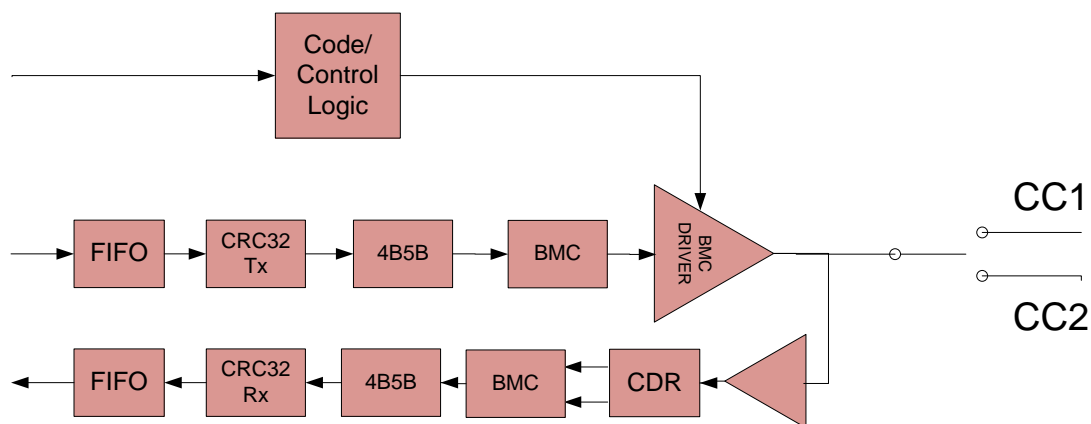 Code/
Control
Logic
CC1
FIFO
CRC32
Tx
4B5B
BMC
BMC
DRIVER
CC2
FIFO
CRC32
Rx
4B5B
BMC
CDR